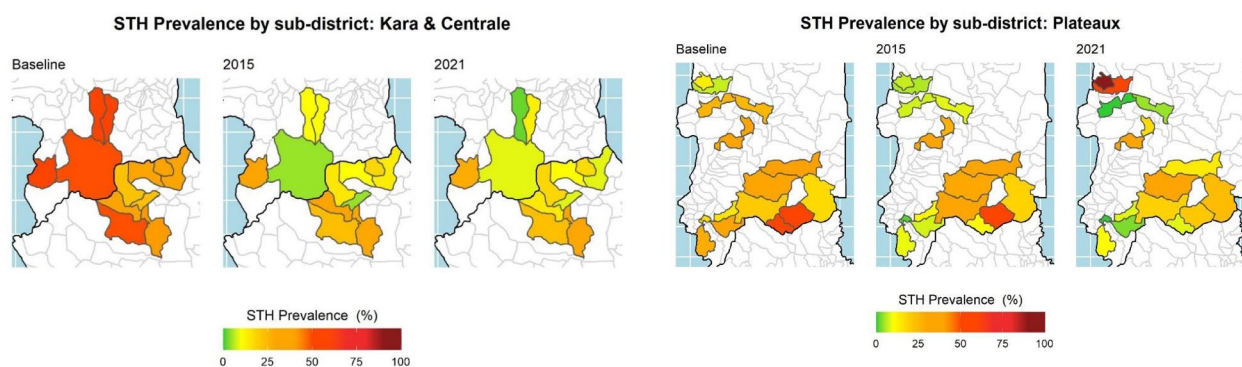 STH Prevalence by sub-district: Kara & Centrale
Baseline
2015
2021
STH Prevalence (%)
0 25 50 75 100
STH Prevalence by sub-district: Plateaux
Baseline
2015
2021
STH Prevalence (%)
0 25 50 75 100